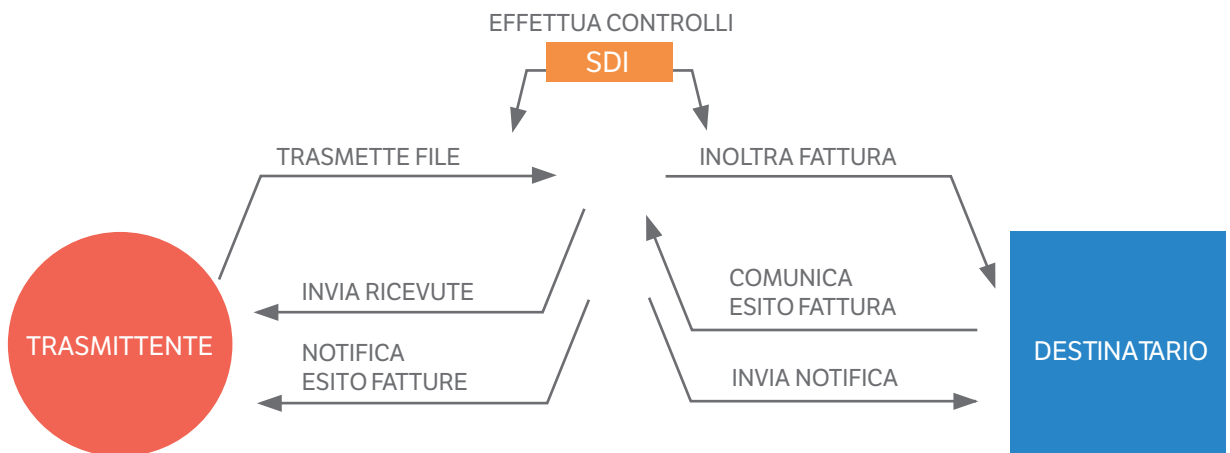 EFFETTUA CONTROLLI
SDI
TRASMETTE FILE
INOLTRA FATTURA
INVIA RICEVUTE
COMUNICA
ESITO FATTURA
TRASMITTENTE
DESTINATARIO
NOTIFICA
ESITO FATTURE
INVIA NOTIFICA